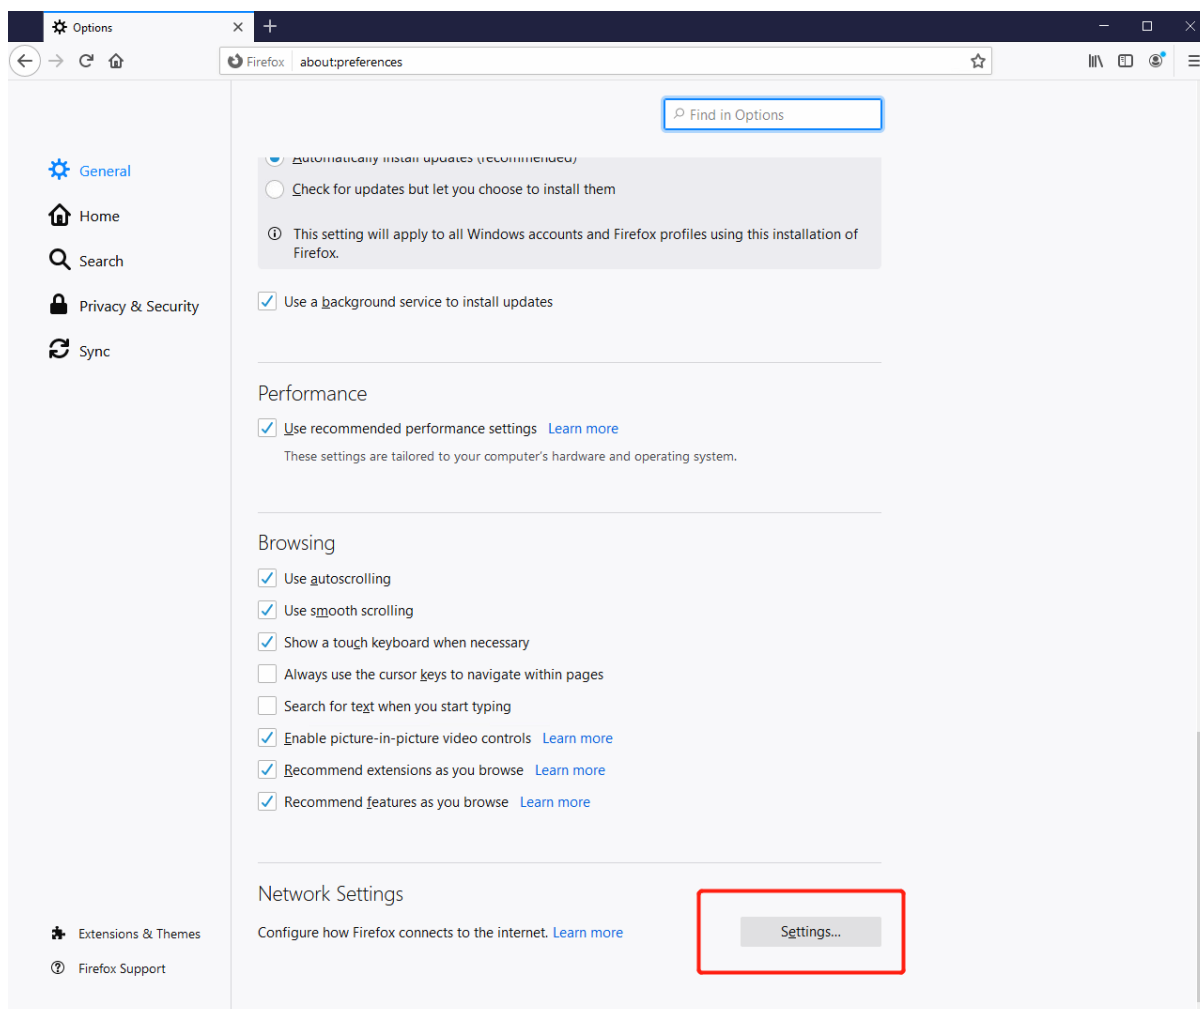 Options
Firefox about:preferences
Find in Options
General
Home
Search
Privacy & Security
Sync
Extensions & Themes
Firefox Support
Automatically install updates (recommended)
Check for updates but let you choose to install them
This setting will apply to all Windows accounts and Firefox profiles using this installation of
Firefox.
Use a background service to install updates
Performance
Use recommended performance settings Learn more
These settings are tailored to your computer's hardware and operating system.
Browsing
Use autoscrolling
Use smooth scrolling
Show a touch keyboard when necessary
Always use the cursor keys to navigate within pages
Search for text when you start typing
Enable picture-in-picture video controls Learn more
Recommend extensions as you browse Learn more
Recommend features as you browse Learn more
Network Settings
Configure how Firefox connects to the internet. Learn more
Settings...